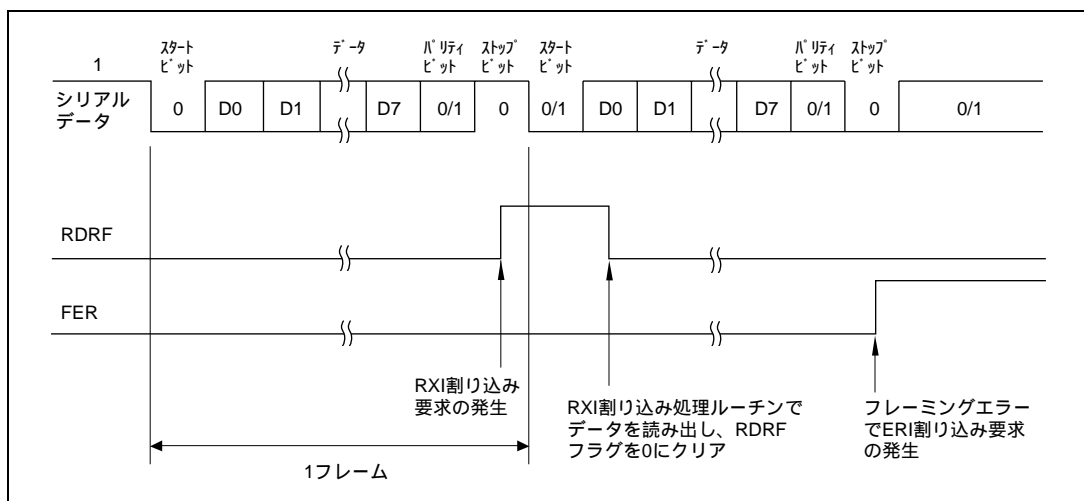 1
スタート
ビット
データ
パリティ
ビット
ストップ
ビット
スタート
ビット
データ
パリティ
ビット
ストップ
ビット
シリアル
データ
0 D0 D1 D7 0/1 0 0/1 D0 D1 D7 0/1 0 0/1
RDRF
FER
RXI割り込み
要求の発生
RXI割り込み処理ルーチンで
データを読み出し、RDRF
フラグを0にクリア
フレーミングエラー
でERI割り込み要求
の発生
1フレーム